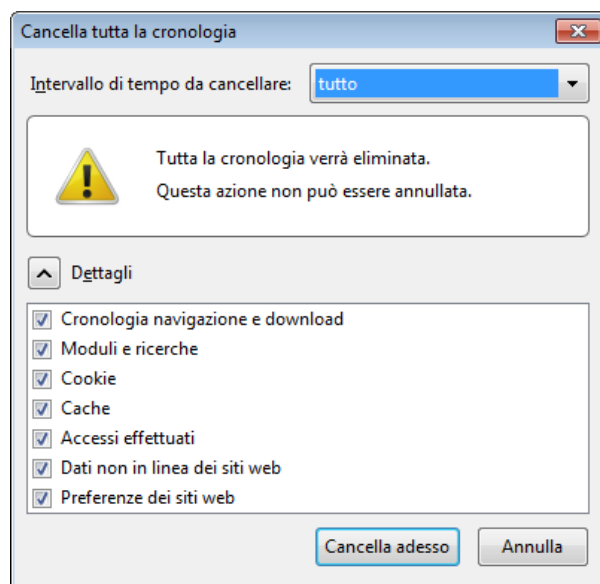 Cancella tutta la cronologia
Intervallo di tempo da cancellare: tutto
Tutta la cronologia verrà eliminata.
Questa azione non può essere annullata.
Dettagli
Cronologia navigazione e download
Moduli e ricerche
Cookie
Cache
Accessi effettuati
Dati non in linea dei siti web
Preferenze dei siti web
Cancella adesso Annulla